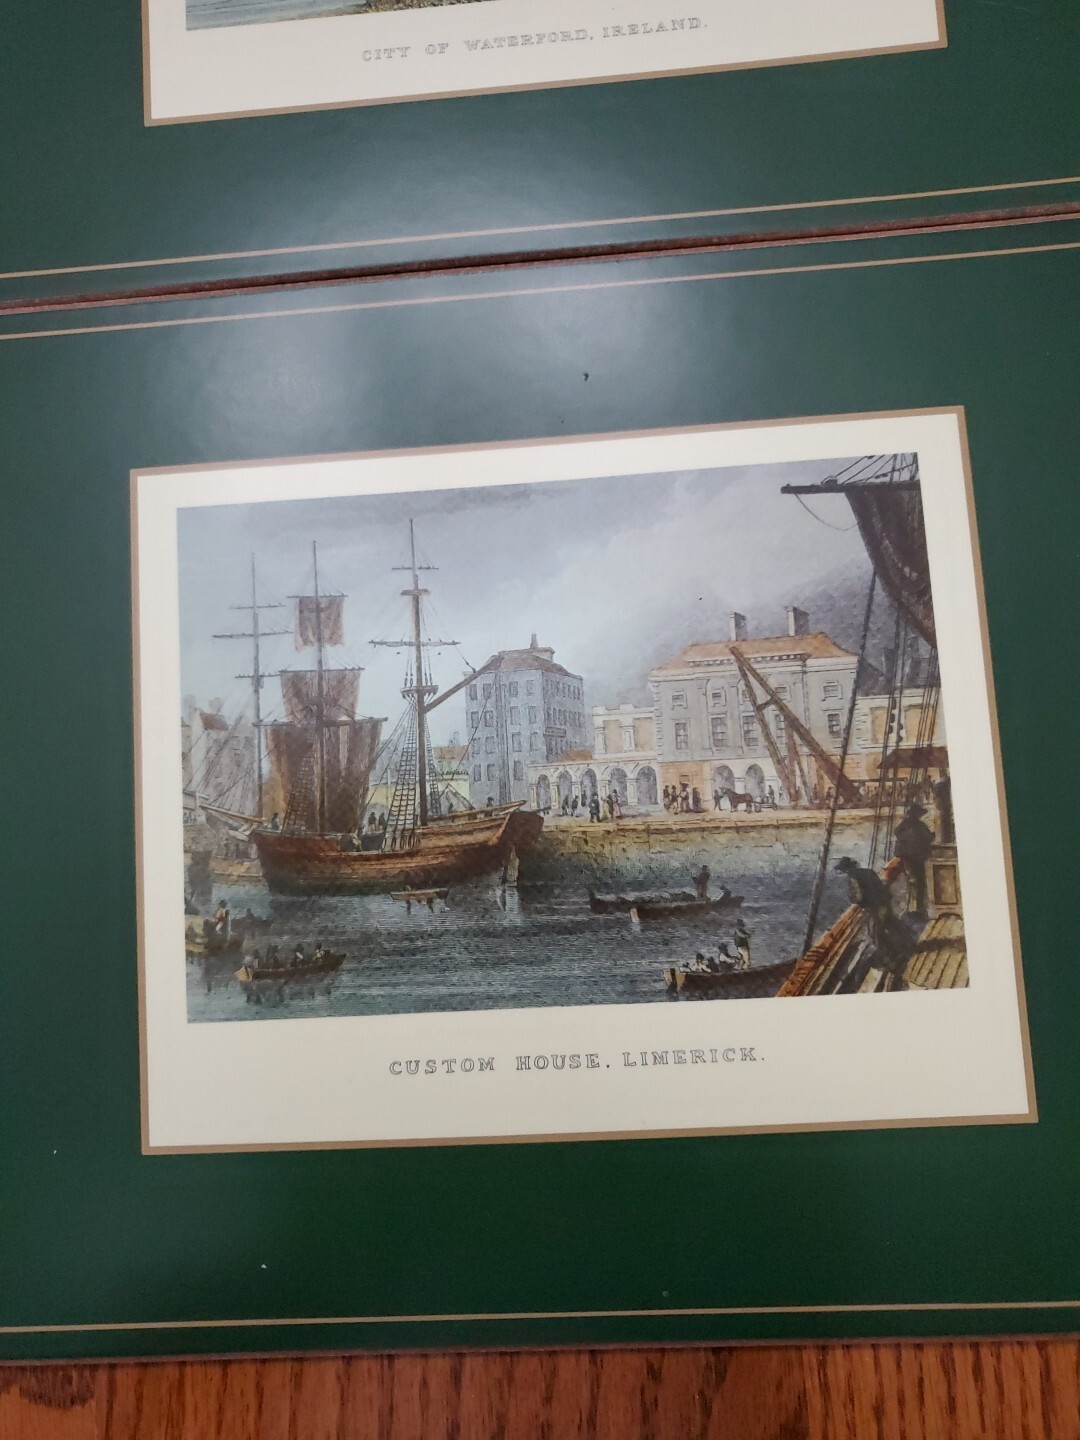 CITY OF WATERFORD, IRELAND.
CUSTOM HOUSE. LIMERICK.